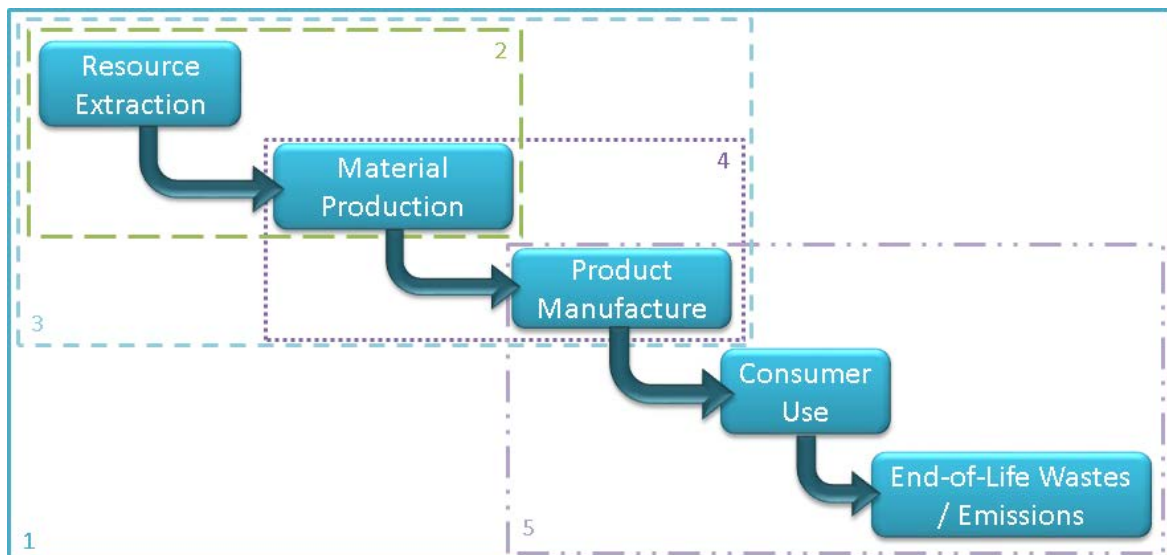 2
Resource
Extraction
4
Material
Production
Product
Manufacture
3
Consumer
Use
End-of-Life Wastes
/ Emissions
5
1